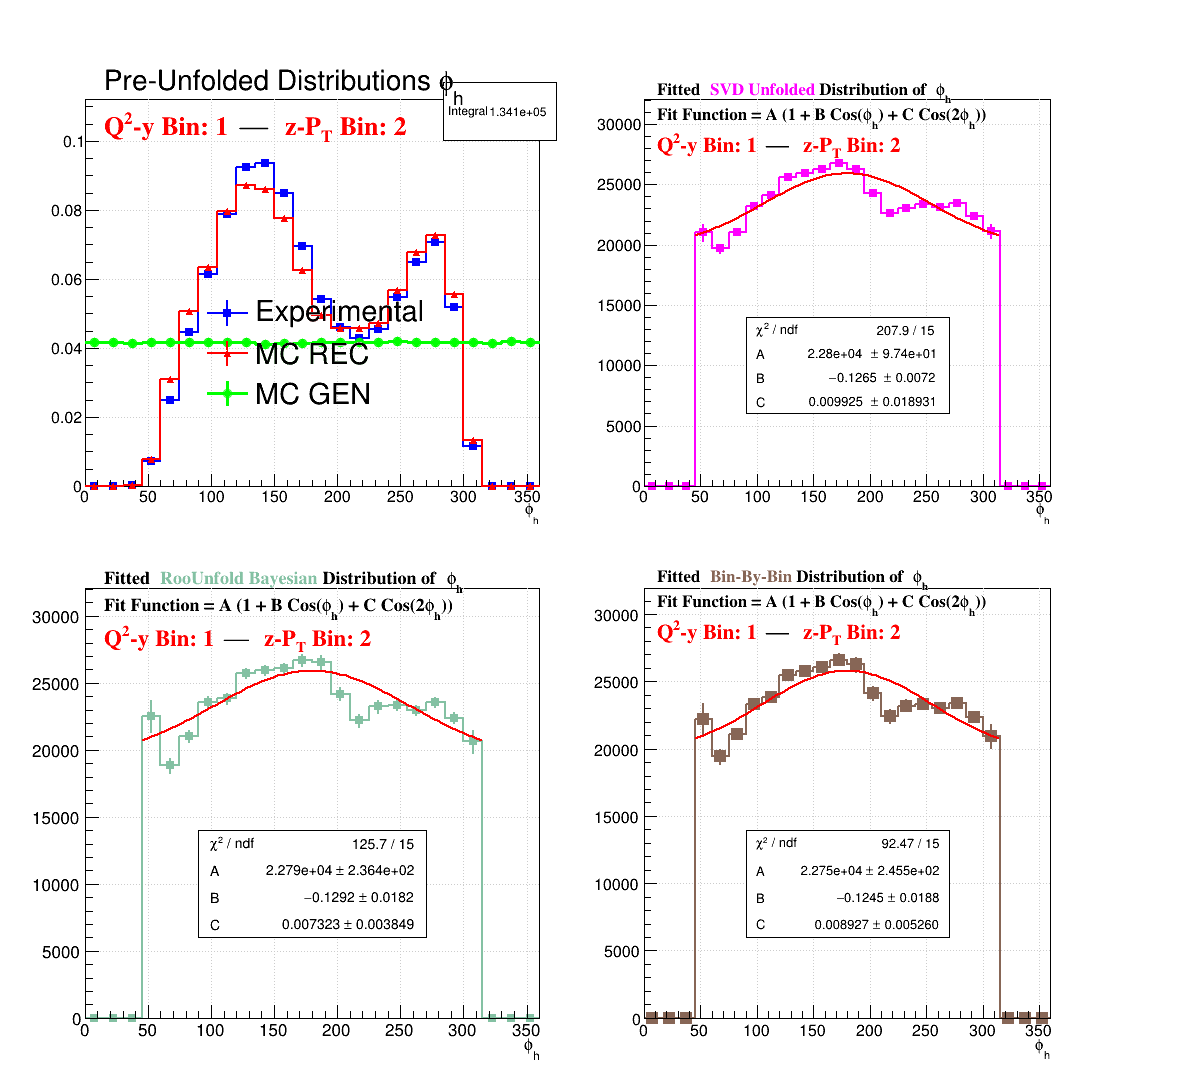 Pre-Unfolded Distributions ϕh
Integral 1.341e+05
Q²-y Bin: 1 — z-PT Bin: 2
0.1
0.08
0.06
0.04
0.02
0
Experimental
MC REC
MC GEN
0 50 100 150 200 250 300 350
ϕh
Fitted SVD Unfolded Distribution of ϕh
Fit Function = A (1 + B Cos(ϕh) + C Cos(2ϕh))
Q²-y Bin: 1 — z-PT Bin: 2
30000
25000
20000
15000
10000
5000
0
χ² / ndf 207.9 / 15
A 2.28e+04 ± 9.74e+01
B −0.1265 ± 0.0072
C 0.009925 ± 0.018931
0 50 100 150 200 250 300 350
ϕh
Fitted RooUnfold Bayesian Distribution of ϕh
Fit Function = A (1 + B Cos(ϕh) + C Cos(2ϕh))
Q²-y Bin: 1 — z-PT Bin: 2
30000
25000
20000
15000
10000
5000
0
χ² / ndf 125.7 / 15
A 2.279e+04 ± 2.364e+02
B −0.1292 ± 0.0182
C 0.007323 ± 0.003849
0 50 100 150 200 250 300 350
ϕh
Fitted Bin-By-Bin Distribution of ϕh
Fit Function = A (1 + B Cos(ϕh) + C Cos(2ϕh))
Q²-y Bin: 1 — z-PT Bin: 2
30000
25000
20000
15000
10000
5000
0
χ² / ndf 92.47 / 15
A 2.275e+04 ± 2.455e+02
B −0.1245 ± 0.0188
C 0.008927 ± 0.005260
0 50 100 150 200 250 300 350
ϕh